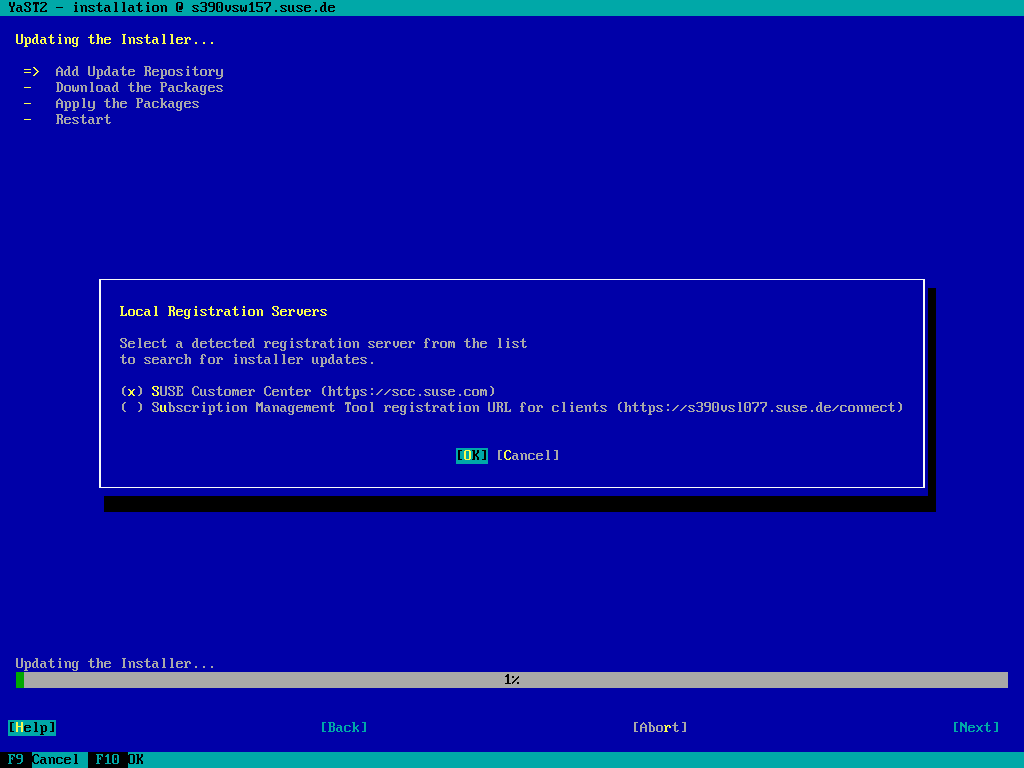 YaST2 - installation @ s390vsw157.suse.de
Updating the Installer...
=> Add Update Repository
- Download the Packages
- Apply the Packages
- Restart
Local Registration Servers
Select a detected registration server from the list
to search for installer updates.
(x) SUSE Customer Center (https://scc.suse.com)
( ) Subscription Management Tool registration URL for clients (https://s390vsl077.suse.de/connect)
[OK] [Cancel]
Updating the Installer...
1%
[Help] [Back] [Abort] [Next]
F9 Cancel F10 OK